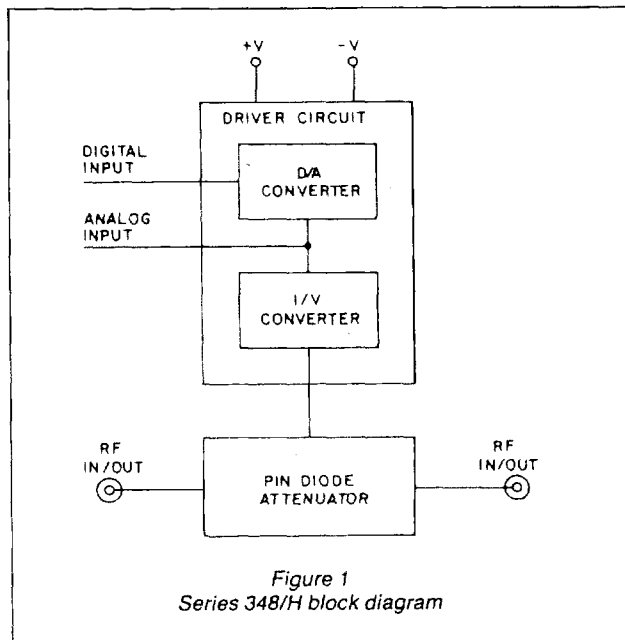 +V
-V
DRIVER CIRCUIT
DIGITAL
INPUT
D/A
CONVERTER
ANALOG
INPUT
I/V
CONVERTER
RF
IN/OUT
PIN DIODE
ATTENUATOR
RF
IN/OUT
Figure 1
Series 348/H block diagram